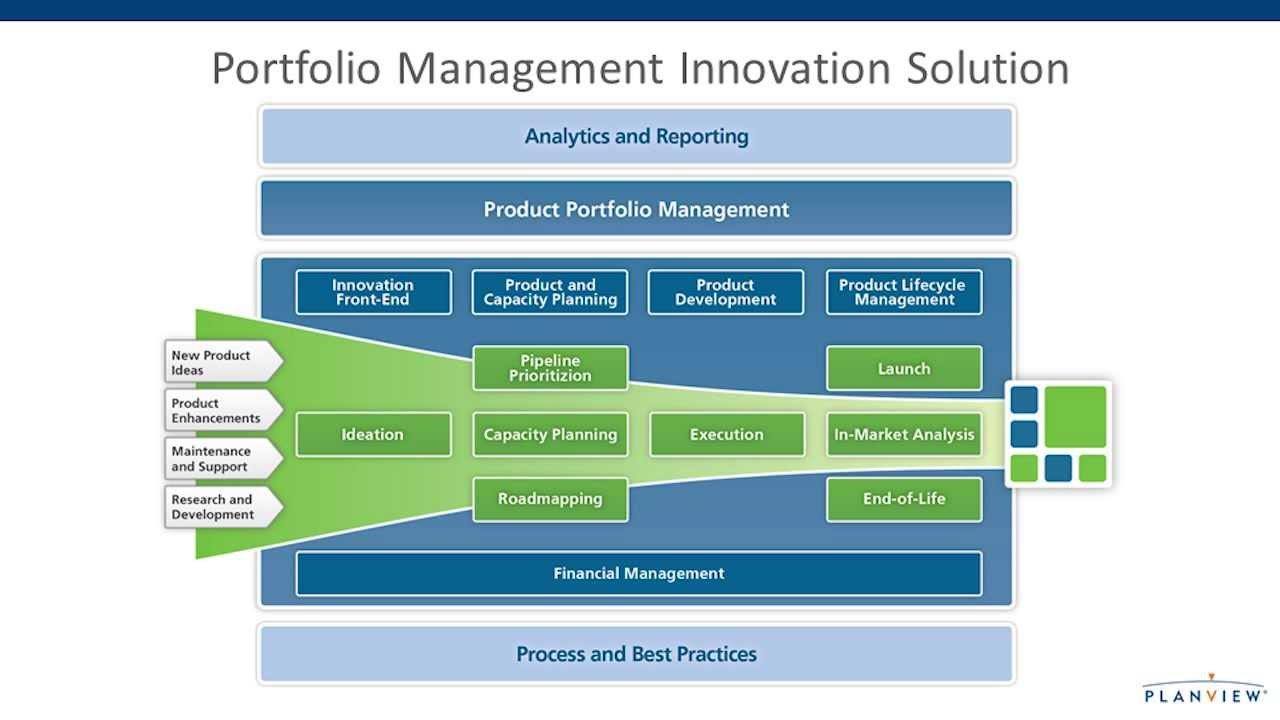 Portfolio Management Innovation Solution
Analytics and Reporting
Product Portfolio Management
Innovation
Front-End
Product and
Capacity Planning
Product
Development
Product Lifecycle
Management
New Product
Ideas
Product
Enhancements
Maintenance
and Support
Research and
Development
Ideation
Pipeline
Prioritizion
Capacity Planning
Roadmapping
Execution
Launch
In-Market Analysis
End-of-Life
Financial Management
Process and Best Practices
PLANVIEW®